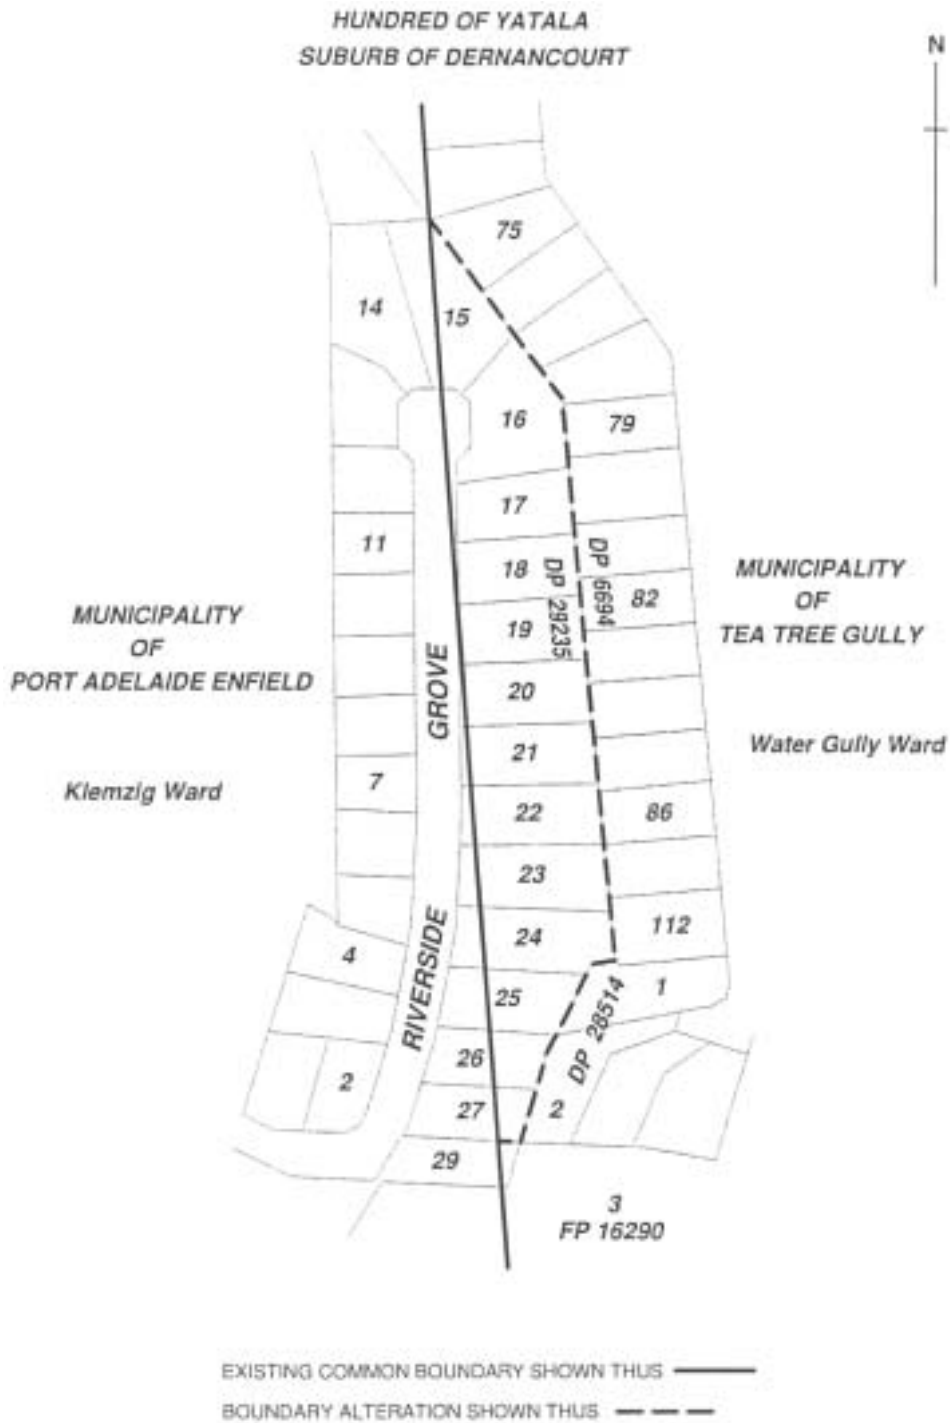 HUNDRED OF YATALA
SUBURB OF DERNANCOURT
N
75
14
15
16
79
17
11
18
DP 29235
DP 6694
82
19
MUNICIPALITY
OF
PORT ADELAIDE ENFIELD
MUNICIPALITY
OF
TEA TREE GULLY
20
GROVE
21
Water Gully Ward
Klemzig Ward
7
22
86
23
24
112
4
RIVERSIDE
25
DP 28514
1
26
2
27
2
29
3
FP 16290
EXISTING COMMON BOUNDARY SHOWN THUS
BOUNDARY ALTERATION SHOWN THUS